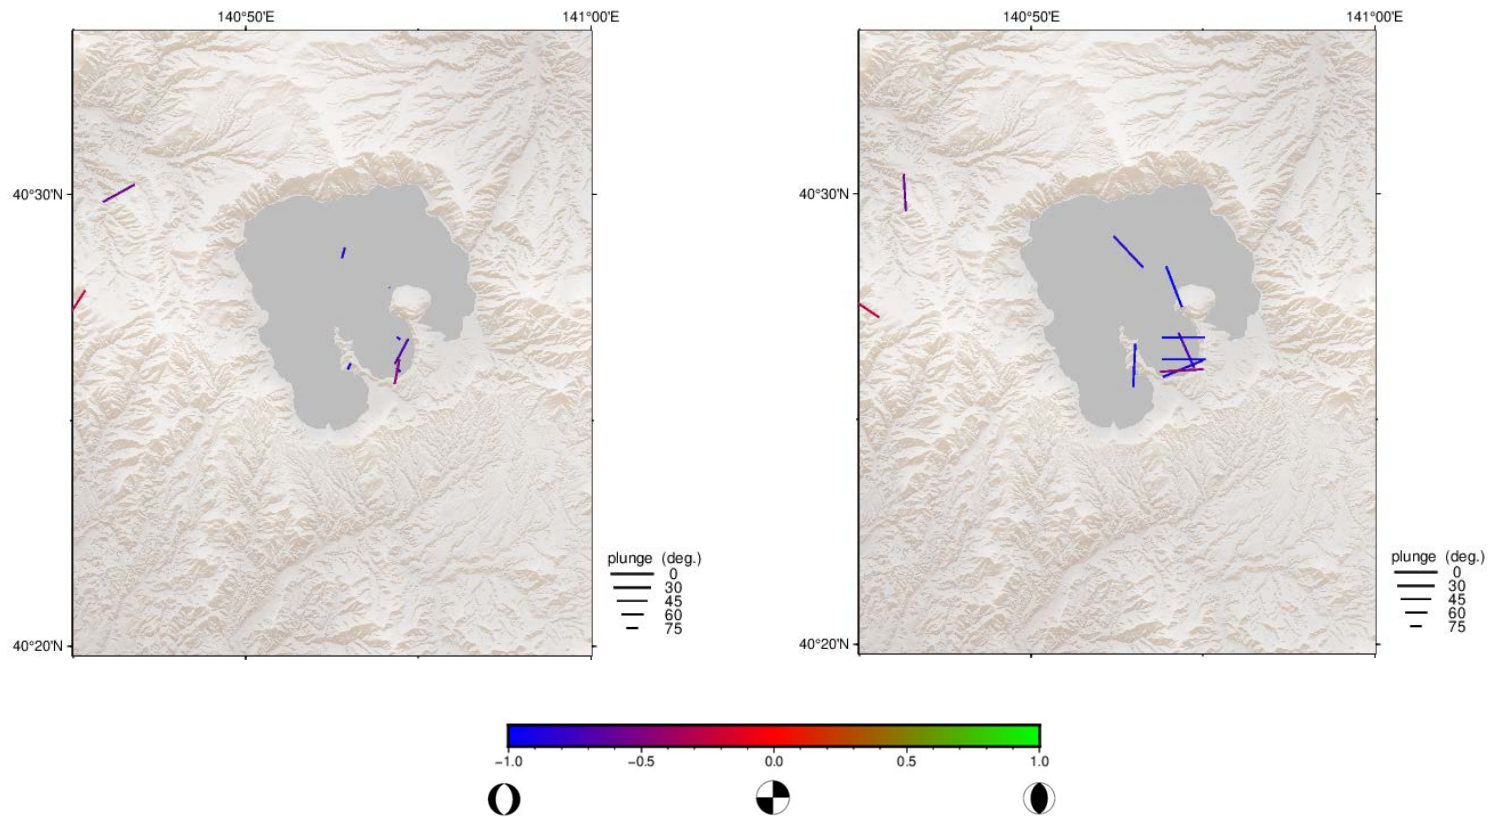 140°50'E 141°00'E 140°50'E 141°00'E
40°30'N 40°30'N
plunge (deg.) plunge (deg.)
0 0
30 30
45 45
60 60
75 75
40°20'N 40°20'N
−1.0 −0.5 0.0 0.5 1.0